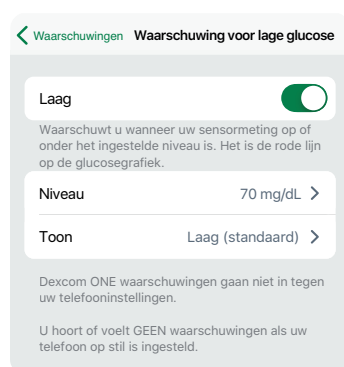 Waarschuwingen Waarschuwing voor lage glucose
Laag
Waarschuwt u wanneer uw sensormeting op of
onder het ingestelde niveau is. Het is de rode lijn
op de glucosegrafiek.
Niveau 70 mg/dL
Toon Laag (standaard)
Dexcom ONE waarschuwingen gaan niet in tegen
uw telefooninstellingen.
U hoort of voelt GEEN waarschuwingen als uw
telefoon op stil is ingesteld.